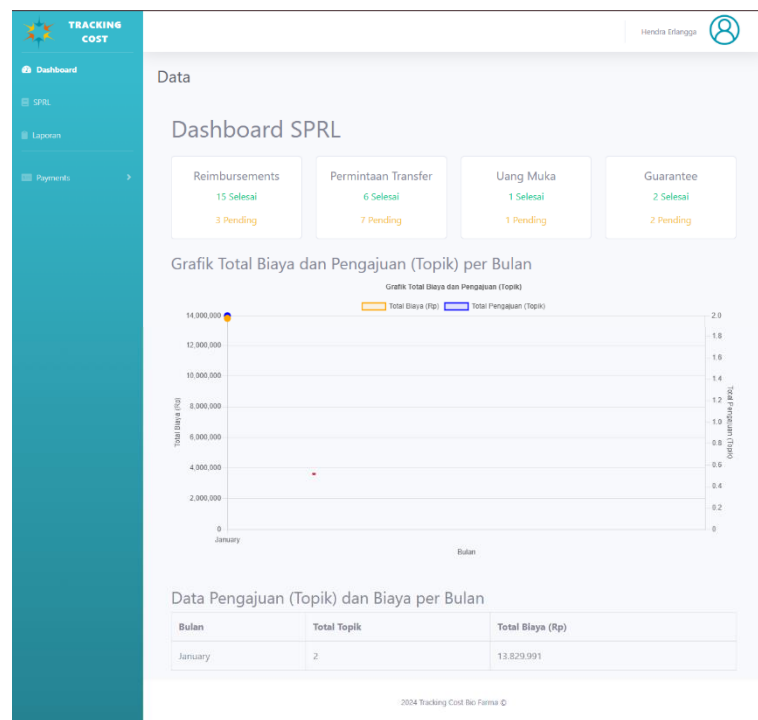 TRACKING
COST
Hendra Erlangga
Dashboard
SPRL
Laporan
Payments
Data
Dashboard SPRL
Reimbursements
15 Selesai
3 Pending
Permintaan Transfer
6 Selesai
7 Pending
Uang Muka
1 Selesai
1 Pending
Guarantee
2 Selesai
2 Pending
Grafik Total Biaya dan Pengajuan (Topik) per Bulan
Grafik Total Biaya dan Pengajuan (Topik)
Total Biaya (Rp)
Total Pengajuan (Topik)
14,000,000
12,000,000
10,000,000
8,000,000
6,000,000
4,000,000
2,000,000
0
Total Biaya (Rp)
2.0
1.8
1.6
1.4
1.2
1.0
0.8
0.6
0.4
0.2
0
Total Pengajuan (Topik)
January
Bulan
Data Pengajuan (Topik) dan Biaya per Bulan
Bulan Total Topik Total Biaya (Rp)
January 2 13.829.991
2024 Tracking Cost Bio Farma ©